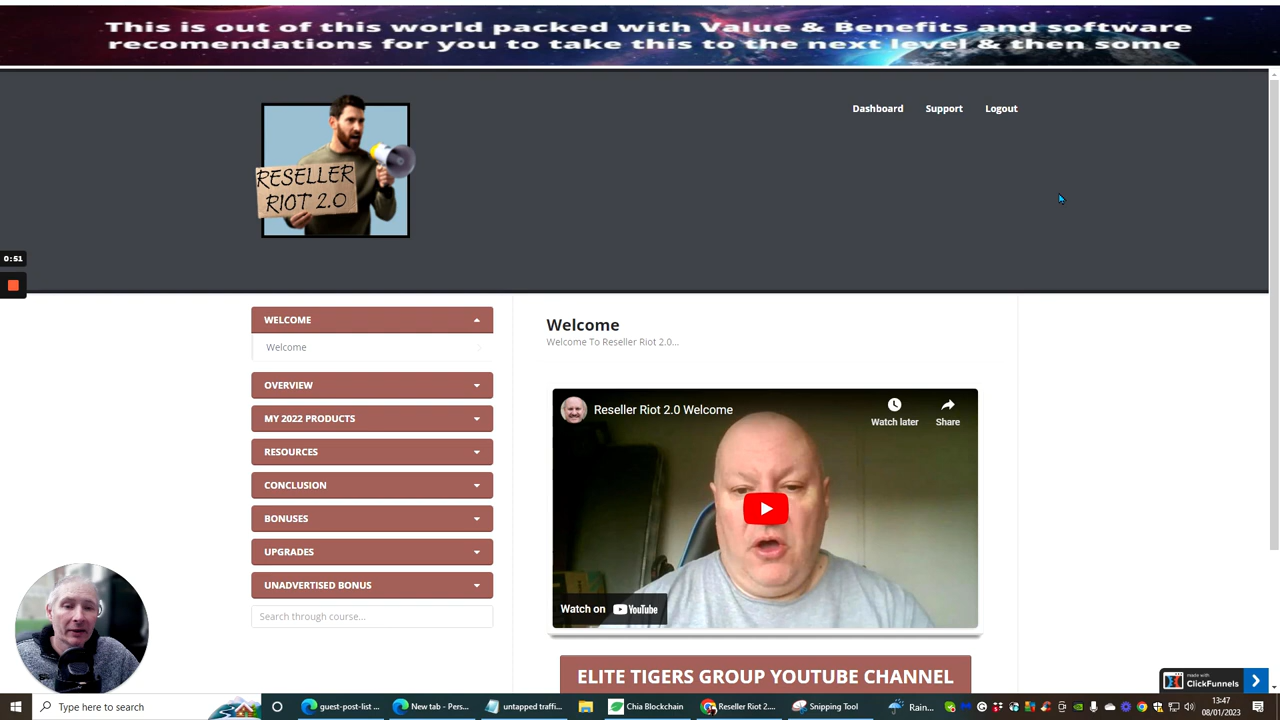 This is out of this world packed with Value & Benefits and software
recomendations for you to take this to the next level & then some
Dashboard
Support
Logout
RESELLER
RIOT 2.0
0:51
WELCOME
Welcome
OVERVIEW
MY 2022 PRODUCTS
RESOURCES
CONCLUSION
BONUSES
UPGRADES
UNADVERTISED BONUS
Search through course...
Welcome
Welcome To Reseller Riot 2.0...
Reseller Riot 2.0 Welcome
Watch later
Share
Watch on YouTube
ELITE TIGERS GROUP YOUTUBE CHANNEL
made with
ClickFunnels
Type here to search
guest-post-list ...
New tab - Pers...
untapped traffi...
Chia Blockchain
Reseller Riot 2....
Snipping Tool
Rain...
13:47
08/01/2023